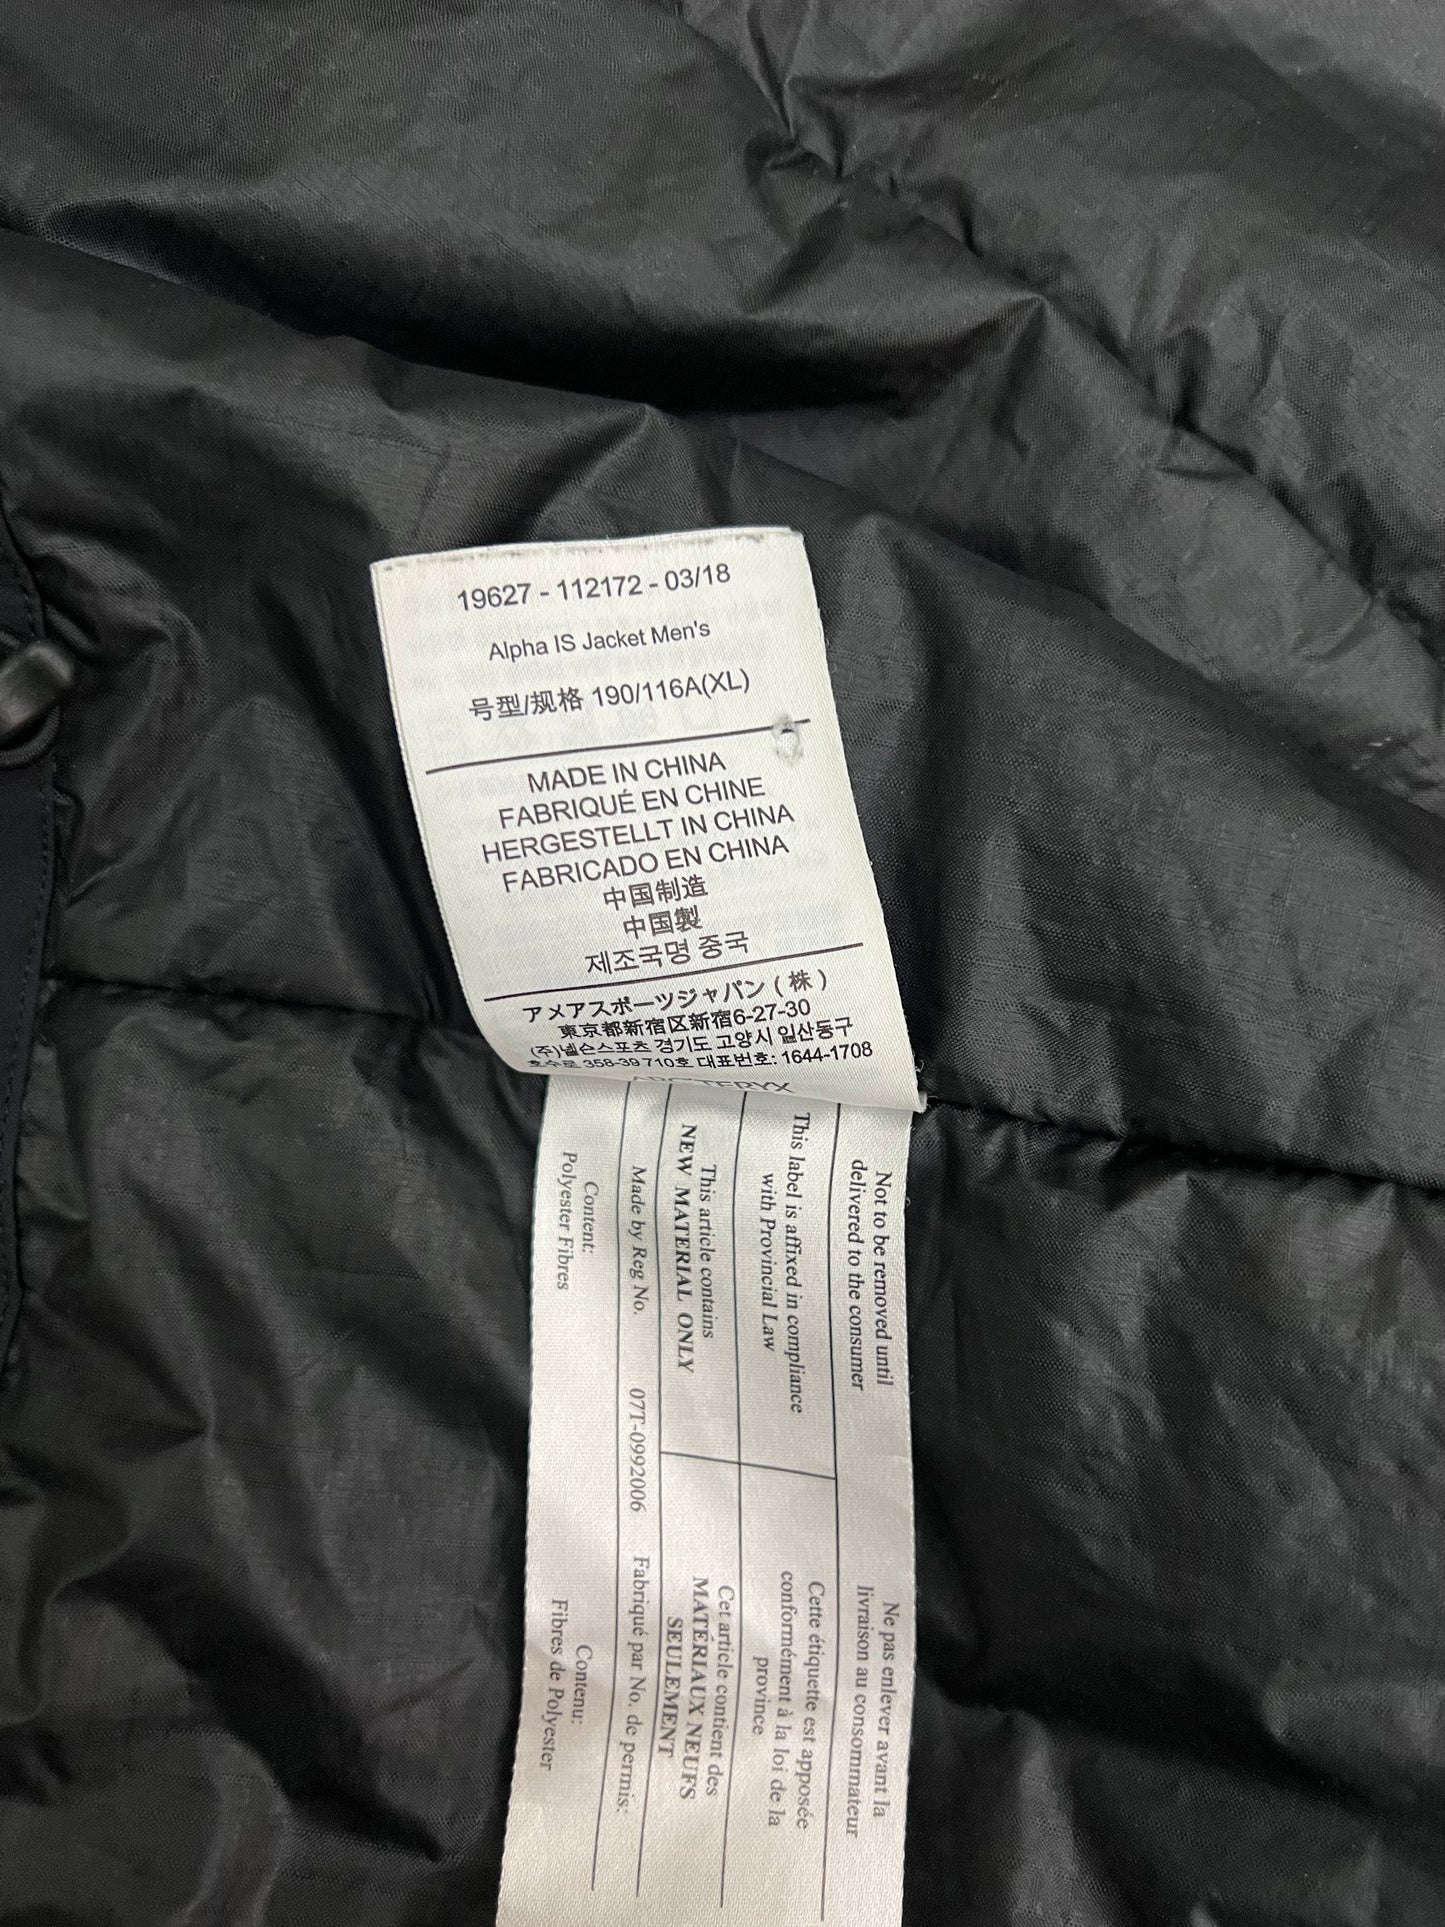 19627 - 112172 - 03/18
Alpha IS Jacket Men's
号型/规格 190/116A(XL)
MADE IN CHINA
FABRIQUÉ EN CHINE
HERGESTELLT IN CHINA
FABRICADO EN CHINA
中国制造
中国製
제조국명 중국
アメアスポーツジャパン(株)
東京都新宿区新宿6-27-30
(주)넬슨스포츠 경기도 고양시 일산동구
호수로 358-39 710호 대표번호: 1644-1708
ARC'TERYX
Not to be removed until
delivered to the consumer
Ne pas enlever avant la
livraison au consommateur
This label is affixed in compliance
with Provincial Law
Cette étiquette est apposée
conformément à la loi de la
province
This article contains
NEW MATERIAL ONLY
Cet article contient des
MATÉRIAUX NEUFS
SEULEMENT
Made by Reg No. 07T-0992006 Fabriqué par No. de permis:
Content:
Polyester Fibres
Contenu:
Fibres de Polyester